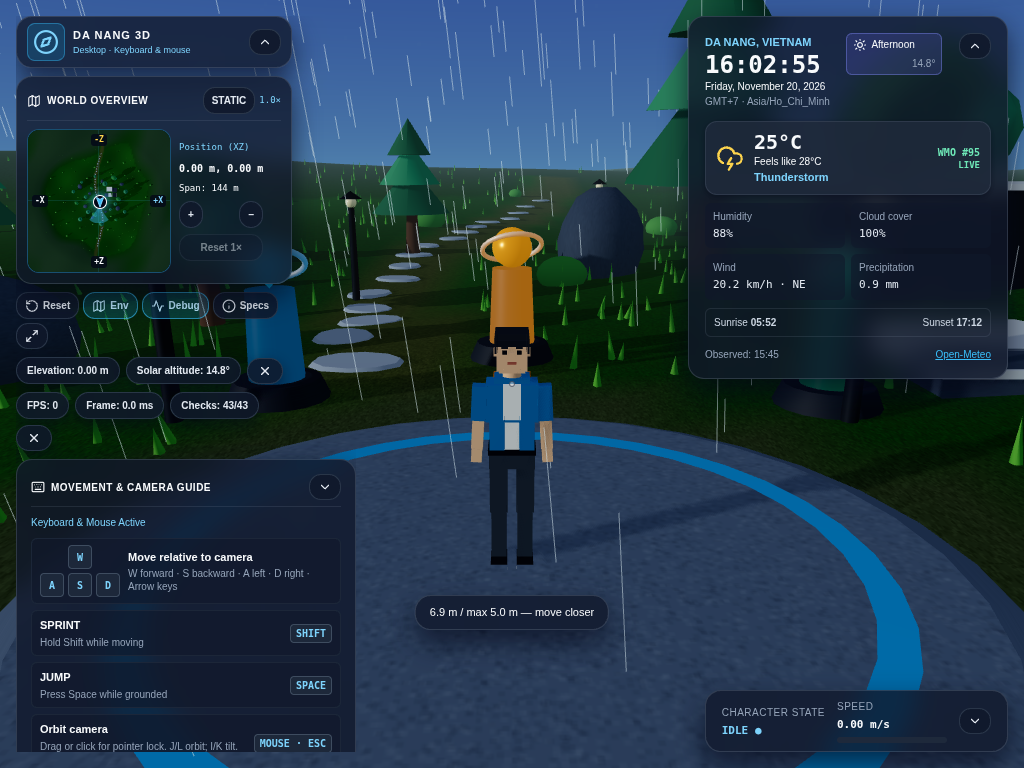 DA NANG 3D
Desktop · Keyboard & mouse
WORLD OVERVIEW
STATIC
1.0×
-Z
-X
+X
+Z
Position (XZ)
0.00 m, 0.00 m
Span: 144 m
+
−
Reset 1×
Reset
Env
Debug
Specs
Elevation: 0.00 m
Solar altitude: 14.8°
FPS: 0
Frame: 0.0 ms
Checks: 43/43
MOVEMENT & CAMERA GUIDE
Keyboard & Mouse Active
W
A
S
D
Move relative to camera
W forward · S backward · A left · D right ·
Arrow keys
SPRINT
Hold Shift while moving
SHIFT
JUMP
Press Space while grounded
SPACE
Orbit camera
Drag or click for pointer lock. J/L orbit; I/K tilt.
MOUSE · ESC
6.9 m / max 5.0 m — move closer
DA NANG, VIETNAM
16:02:55
Friday, November 20, 2026
GMT+7 · Asia/Ho_Chi_Minh
Afternoon
14.8°
25°C
Feels like 28°C
Thunderstorm
WMO #95
LIVE
Humidity
88%
Cloud cover
100%
Wind
20.2 km/h · NE
Precipitation
0.9 mm
Sunrise 05:52
Sunset 17:12
Observed: 15:45
Open-Meteo
CHARACTER STATE
IDLE ●
SPEED
0.00 m/s